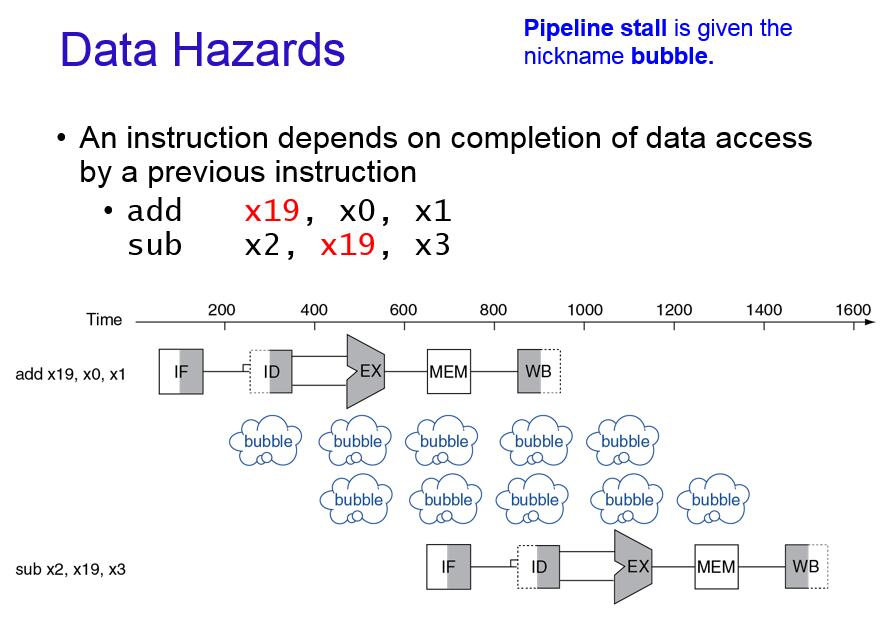 Data Hazards
Pipeline stall is given the
nickname bubble.
• An instruction depends on completion of data access
by a previous instruction
• add x19, x0, x1
sub x2, x19, x3
Time 200 400 600 800 1000 1200 1400 1600
add x19, x0, x1 IF ID EX MEM WB
bubble bubble bubble bubble bubble
bubble bubble bubble bubble bubble
sub x2, x19, x3 IF ID EX MEM WB